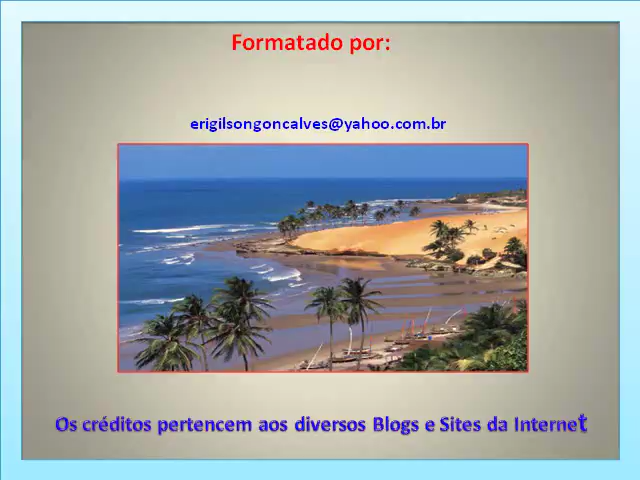 Formatado por:
erigilsongoncalves@yahoo.com.br
Os créditos pertencem aos diversos Blogs e Sites da Internet